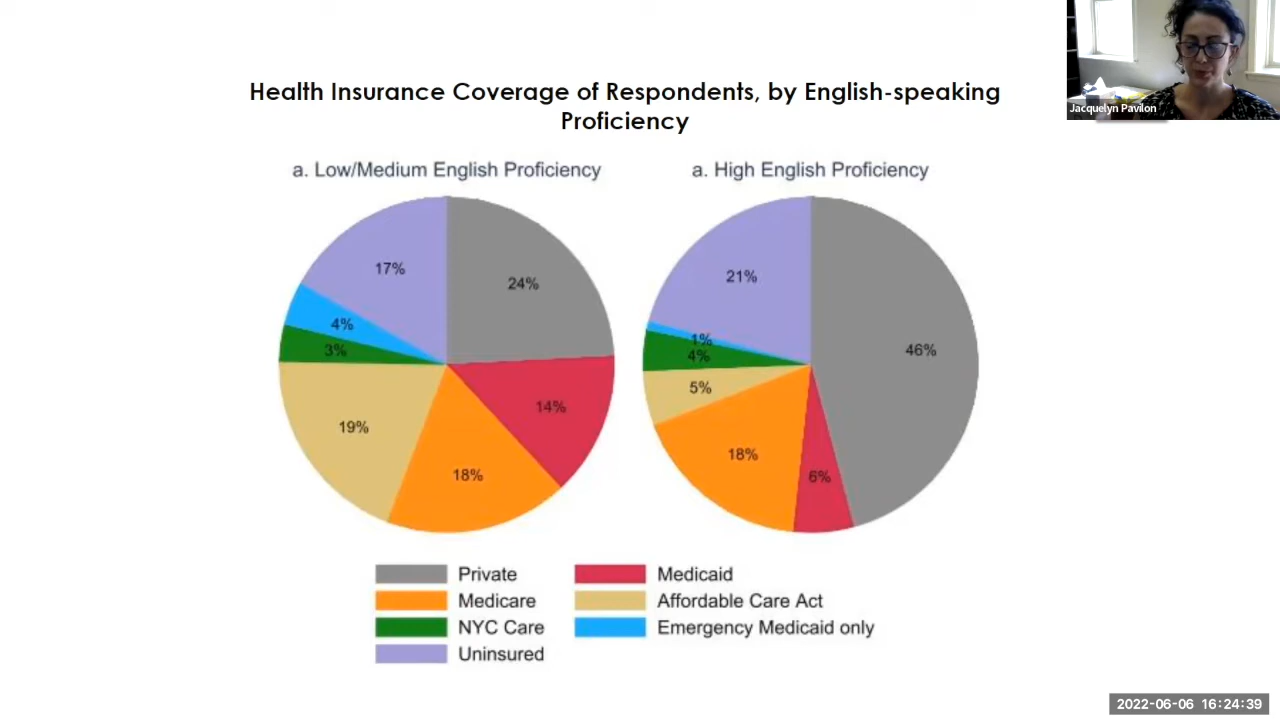 Jacquelyn Pavilon
Health Insurance Coverage of Respondents, by English-speaking
Proficiency
a. Low/Medium English Proficiency
17%
24%
4%
3%
14%
19%
18%
a. High English Proficiency
21%
46%
1%
4%
5%
18%
6%
Private
Medicaid
Medicare
Affordable Care Act
NYC Care
Emergency Medicaid only
Uninsured
2022-06-06 16:24:39